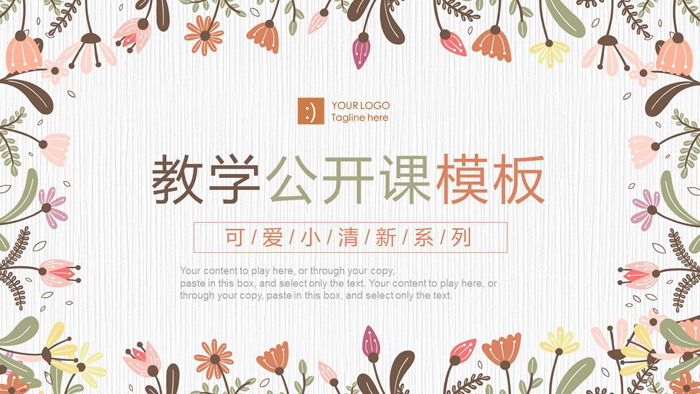 :)
YOUR LOGO
Tagline here
教学公开课模板
可/爱/小/清/新/系/列
Your content to play here, or through your copy,
paste in this box, and select only the text. Your content to play here, or
through your copy, paste in this box, and select only the text.